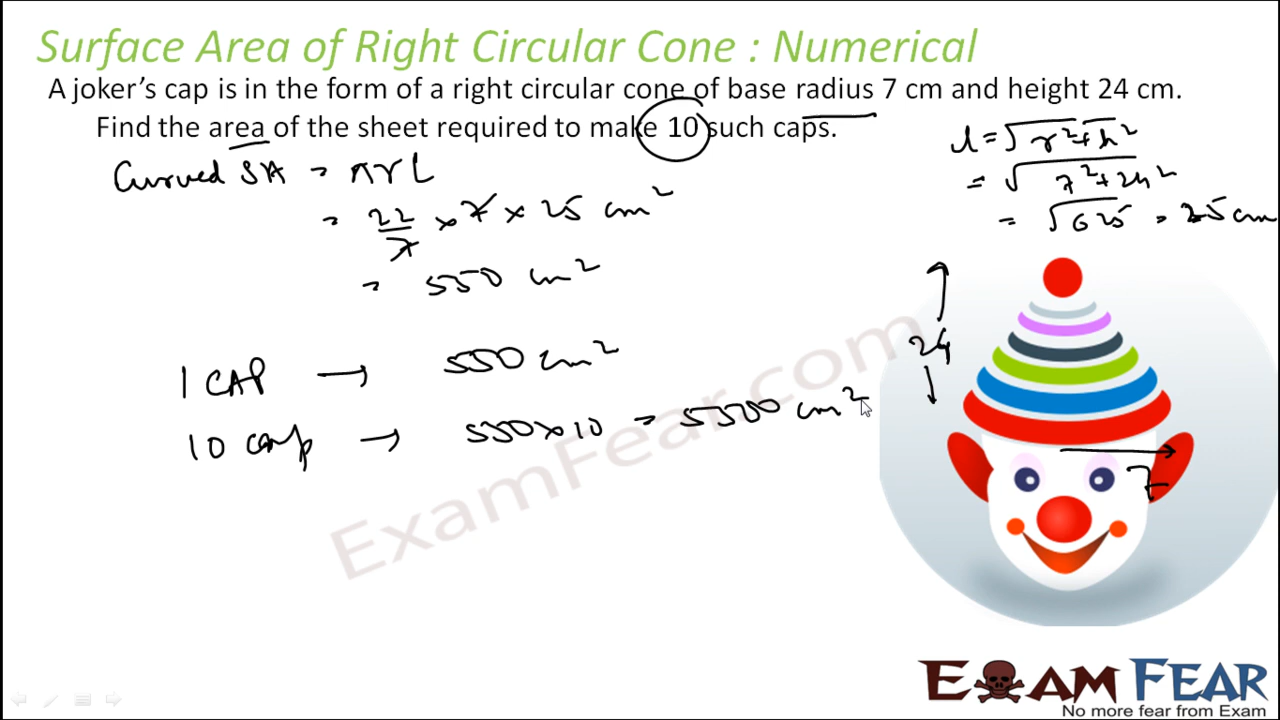 Surface Area of Right Circular Cone : Numerical
A joker's cap is in the form of a right circular cone of base radius 7 cm and height 24 cm.
Find the area of the sheet required to make 10 such caps.
l = √r²+h²
= √7²+24²
= √625 = 25 cm
Curved SA = πrL
= 22/7 × 7 × 25 cm²
= 550 cm²
24
1 CAP → 550 cm²
10 cap → 550×10 = 5500 cm²
7
ExamFear.com
EXAM FEAR
No more fear from Exam